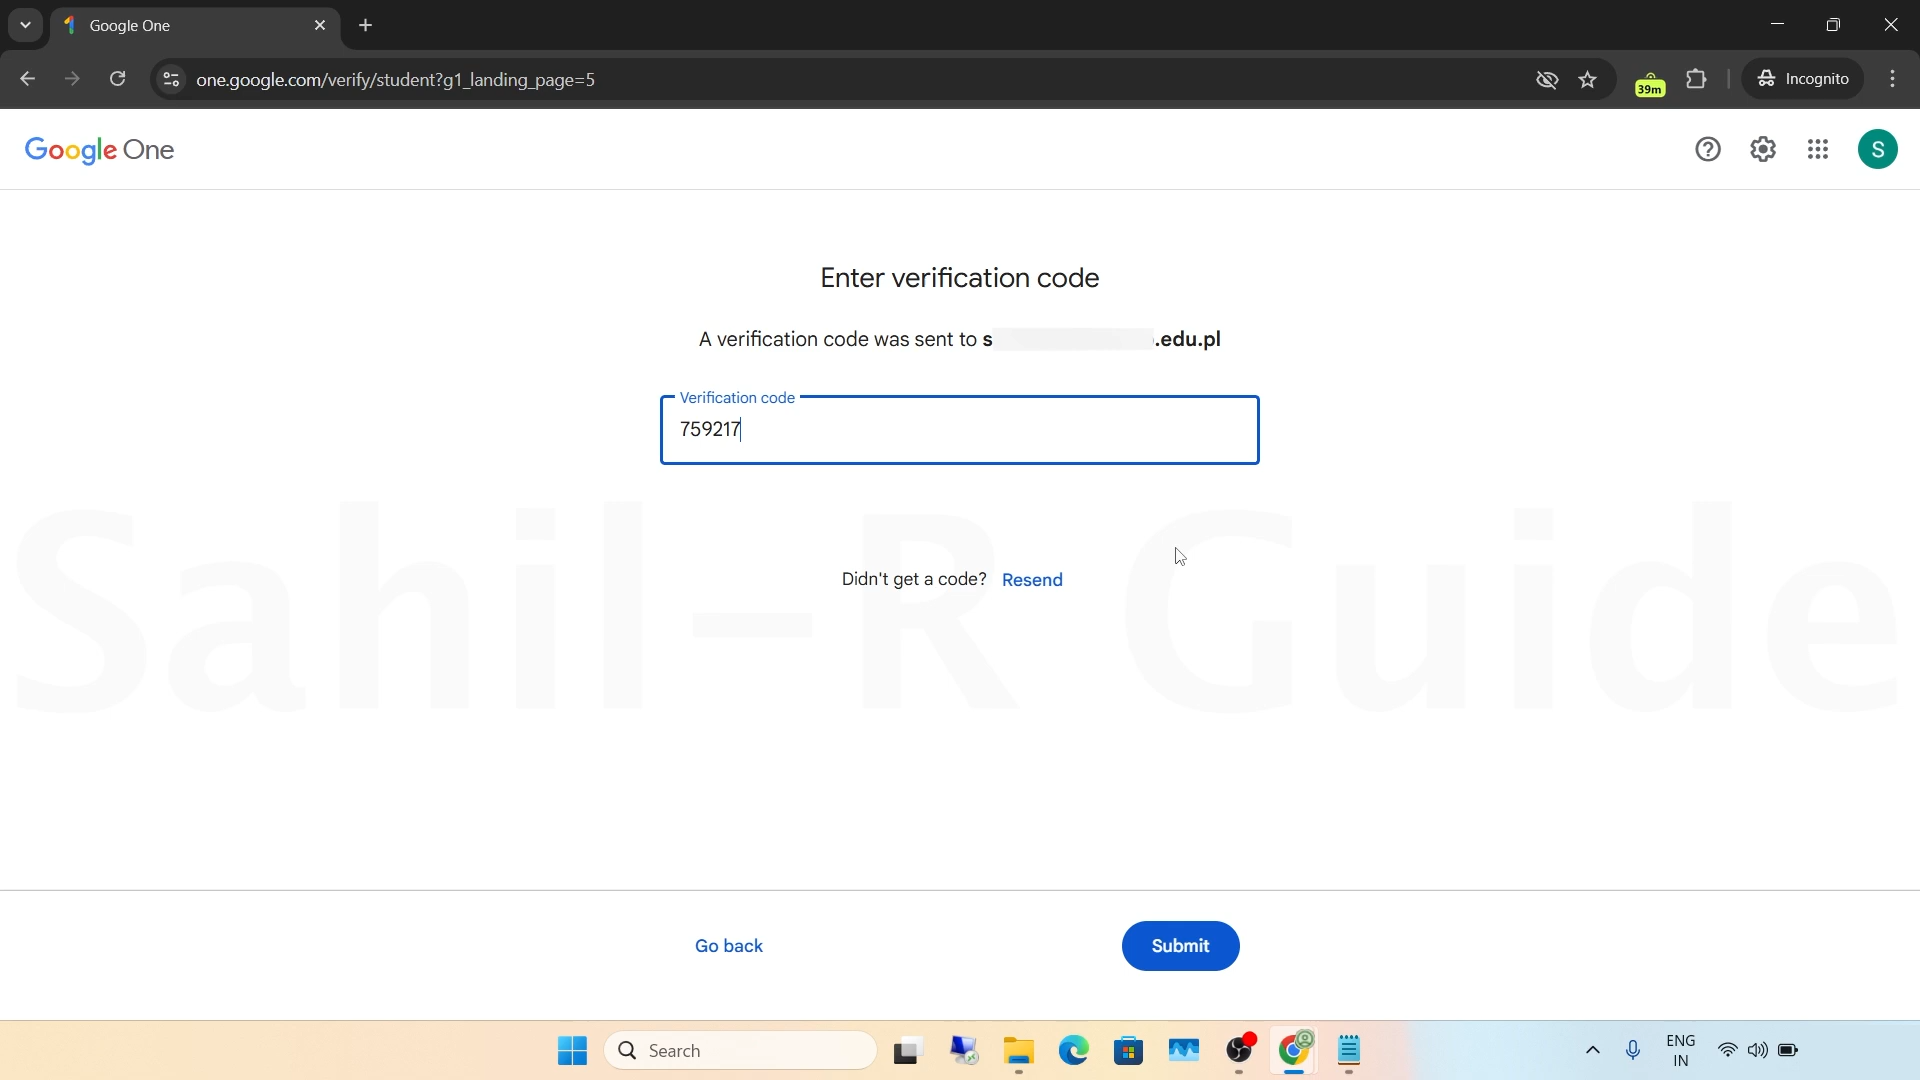 Google One
one.google.com/verify/student?g1_landing_page=5
39m
Incognito
Google One
S
Enter verification code
A verification code was sent to s .edu.pl
Verification code
759217
Didn't get a code? Resend
Sahil-R Guide
Go back
Submit
Search
ENG
IN